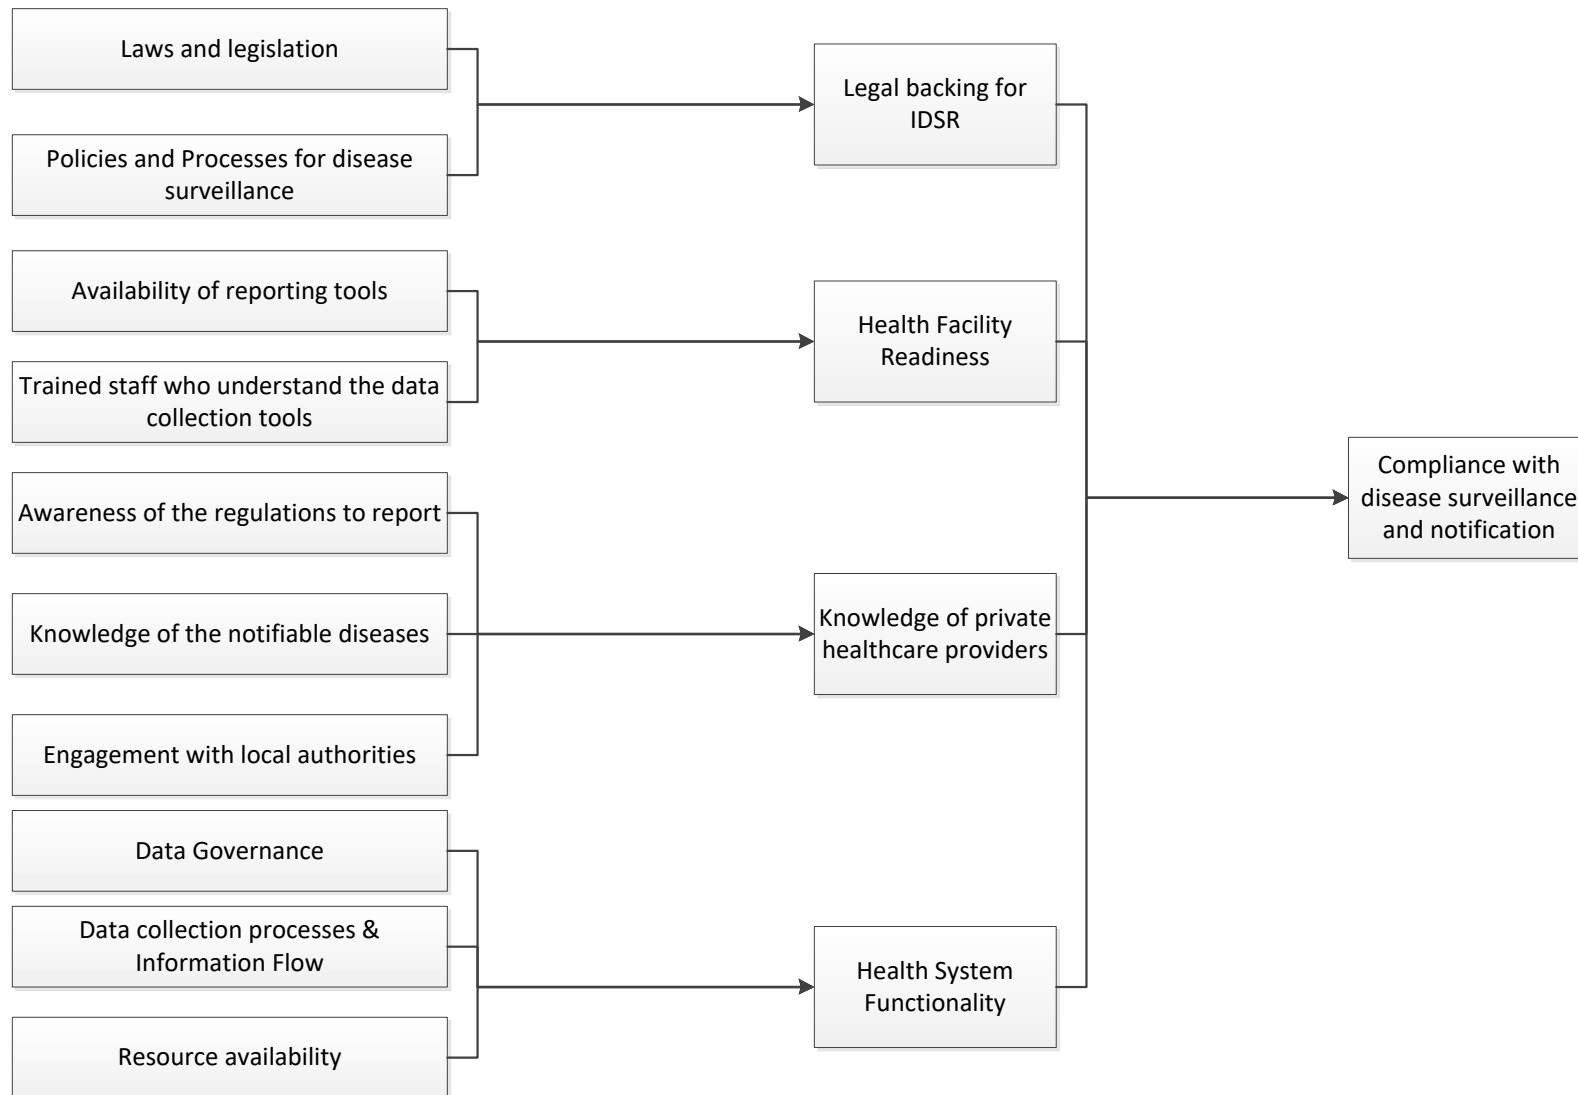 Laws and legislation
Policies and Processes for disease
surveillance
Availability of reporting tools
Trained staff who understand the data
collection tools
Awareness of the regulations to report
Knowledge of the notifiable diseases
Engagement with local authorities
Data Governance
Data collection processes &
Information Flow
Resource availability
Legal backing for
IDSR
Health Facility
Readiness
Knowledge of private
healthcare providers
Health System
Functionality
Compliance with
disease surveillance
and notification